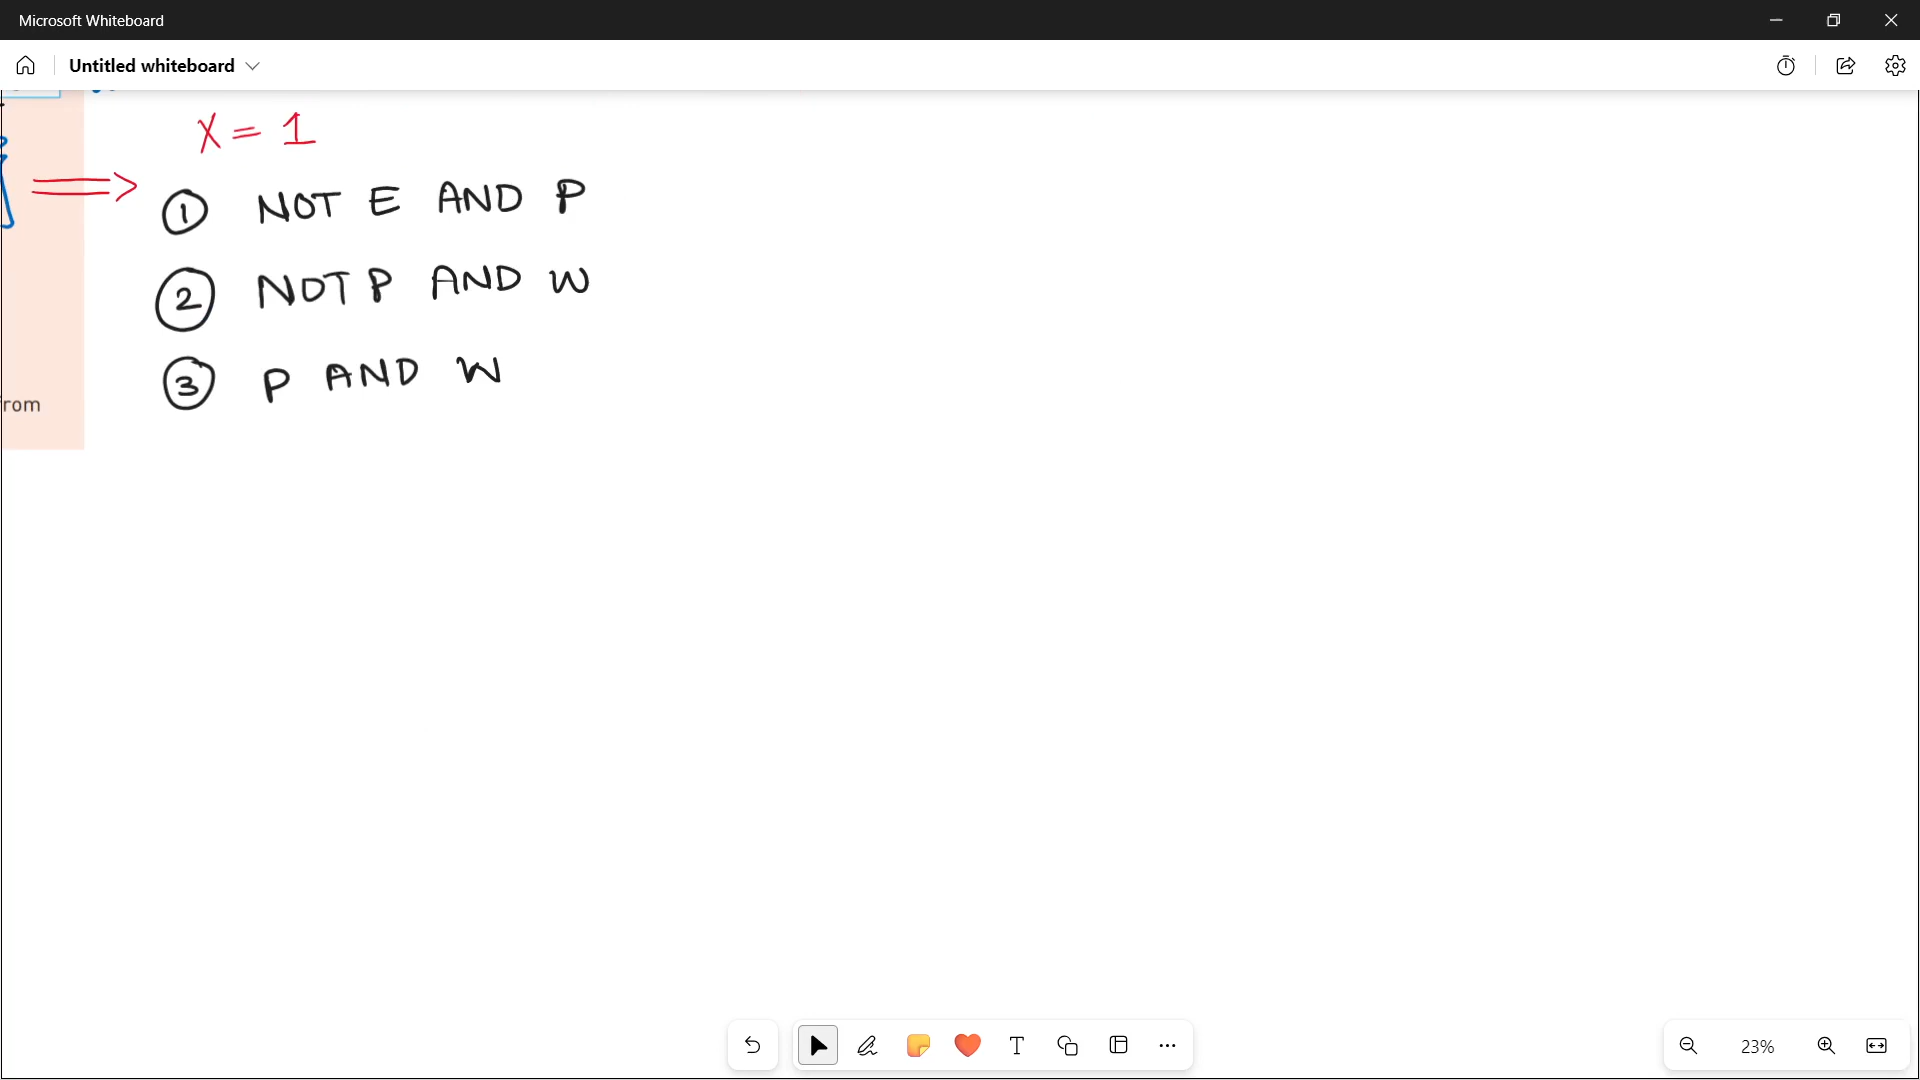 Microsoft Whiteboard
Untitled whiteboard
X = 1
① NOT E AND P
② NOT P AND W
③ P AND W
rom
23%